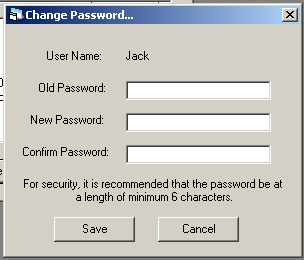 Change Password...
User Name: Jack
Old Password:
New Password:
Confirm Password:
For security, it is recommended that the password be at
a length of minimum 6 characters.
Save Cancel